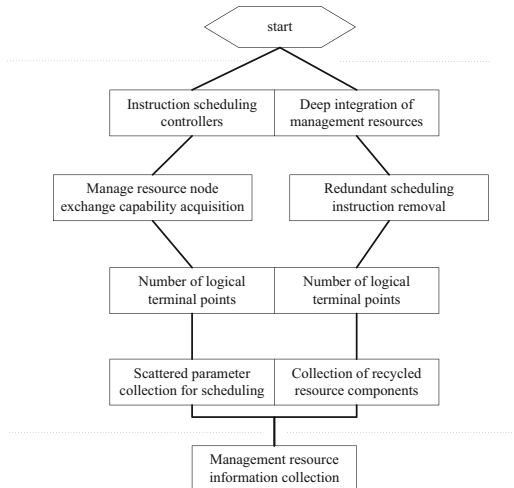 start
Instruction scheduling
controllers
Deep integration of
management resources
Manage resource node
exchange capability acquisition
Redundant scheduling
instruction removal
Number of logical
terminal points
Number of logical
terminal points
Scattered parameter
collection for scheduling
Collection of recycled
resource components
Management resource
information collection